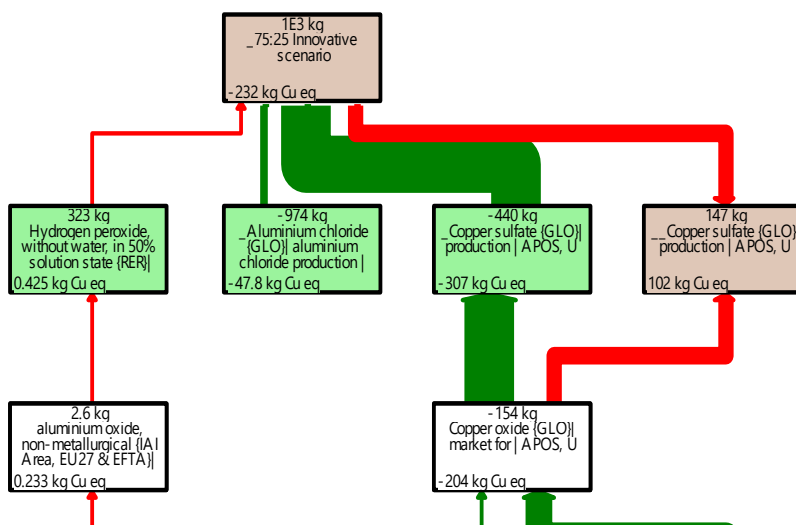 1E3 kg
_75:25 Innovative
scenario
-232 kg Cu eq
323 kg
Hydrogen peroxide,
without water, in 50%
solution state {RER}|
0.425 kg Cu eq
-974 kg
_Aluminium chloride
{GLO}| aluminium
chloride production |
-47.8 kg Cu eq
-440 kg
_Copper sulfate {GLO}|
production | APOS, U
-307 kg Cu eq
147 kg
__Copper sulfate {GLO}
production | APOS, U
102 kg Cu eq
2.6 kg
aluminium oxide,
non-metallurgical {IAI
Area, EU27 & EFTA}|
0.233 kg Cu eq
-154 kg
Copper oxide {GLO}|
market for | APOS, U
-204 kg Cu eq